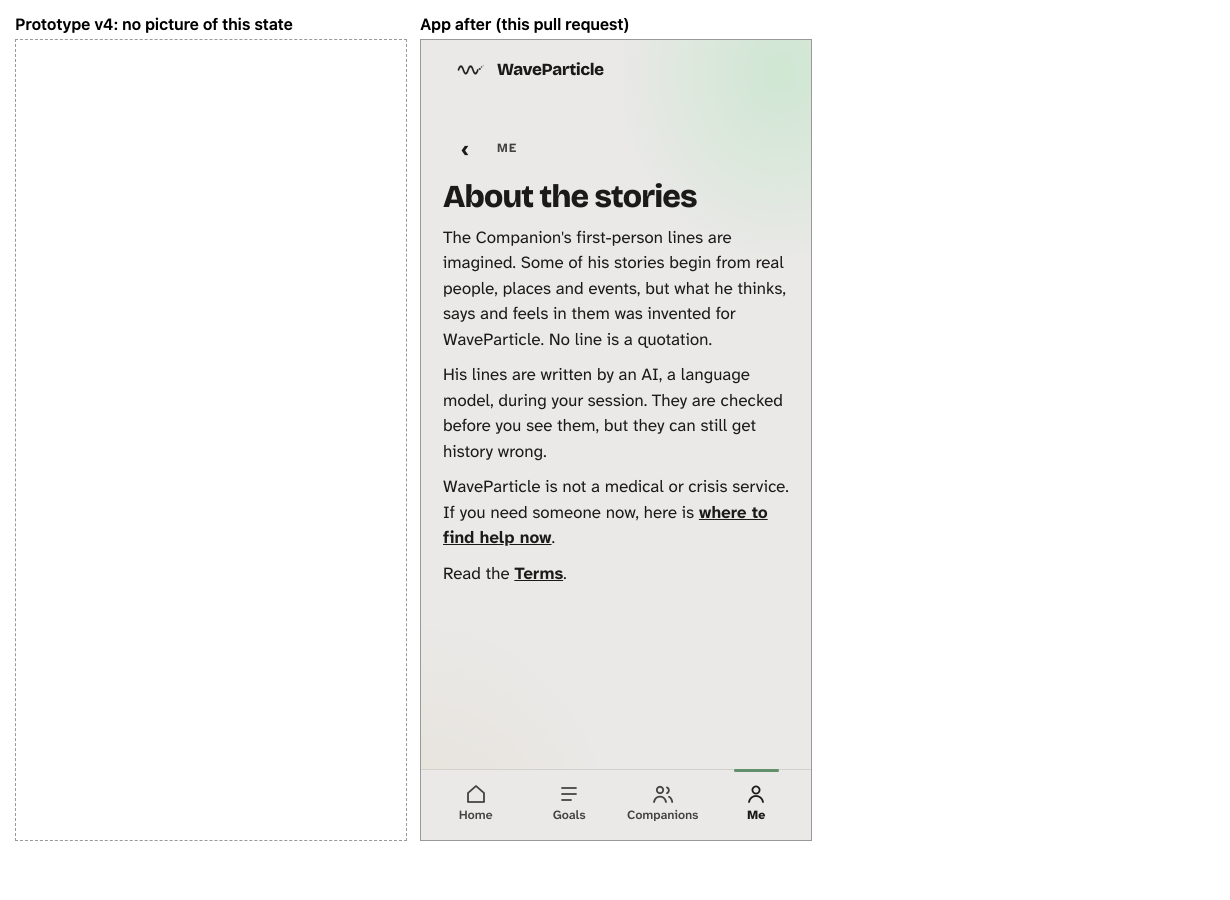 Prototype v4: no picture of this state
App after (this pull request)
WaveParticle
‹ ME
About the stories
The Companion's first-person lines are
imagined. Some of his stories begin from real
people, places and events, but what he thinks,
says and feels in them was invented for
WaveParticle. No line is a quotation.
His lines are written by an AI, a language
model, during your session. They are checked
before you see them, but they can still get
history wrong.
WaveParticle is not a medical or crisis service.
If you need someone now, here is where to
find help now.
Read the Terms.
Home
Goals
Companions
Me